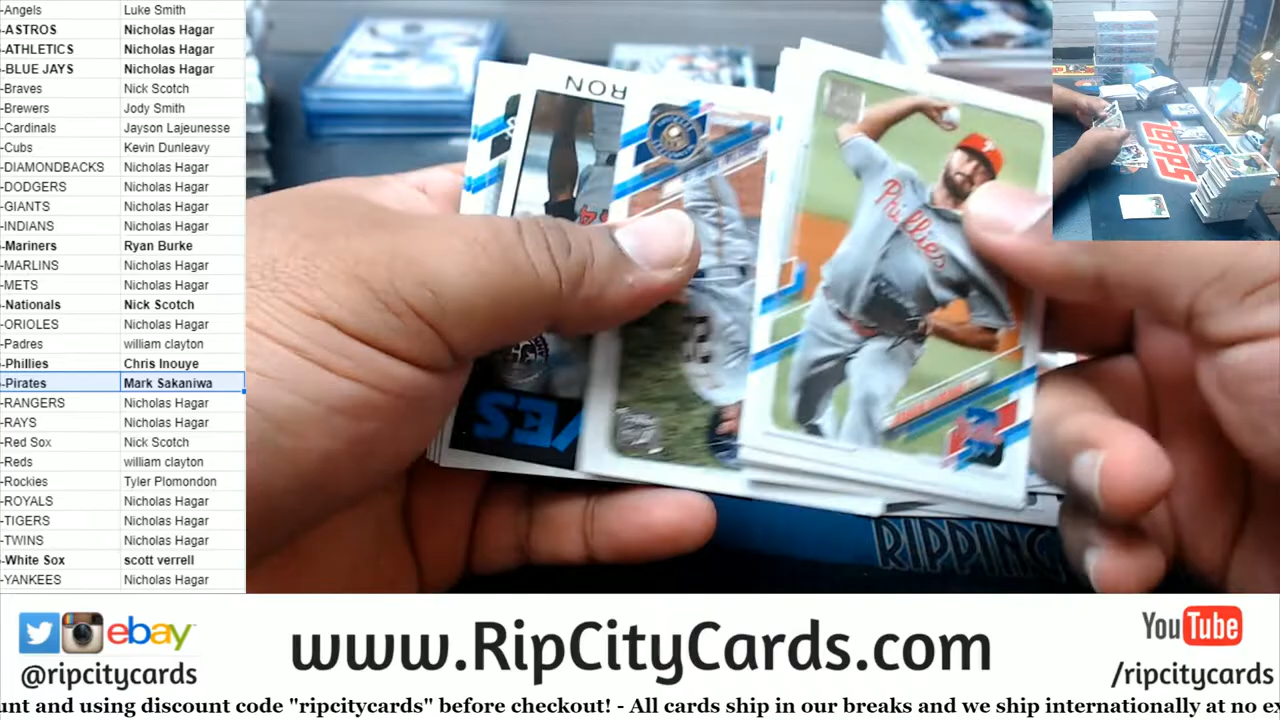 -Angels Luke Smith
-ASTROS Nicholas Hagar
-ATHLETICS Nicholas Hagar
-BLUE JAYS Nicholas Hagar
-Braves Nick Scotch
-Brewers Jody Smith
-Cardinals Jayson Lajeunesse
-Cubs Kevin Dunleavy
-DIAMONDBACKS Nicholas Hagar
-DODGERS Nicholas Hagar
-GIANTS Nicholas Hagar
-INDIANS Nicholas Hagar
-Mariners Ryan Burke
-MARLINS Nicholas Hagar
-METS Nicholas Hagar
-Nationals Nick Scotch
-ORIOLES Nicholas Hagar
-Padres william clayton
-Phillies Chris Inouye
-Pirates Mark Sakaniwa
-RANGERS Nicholas Hagar
-RAYS Nicholas Hagar
-Red Sox Nick Scotch
-Reds william clayton
-Rockies Tyler Plomondon
-ROYALS Nicholas Hagar
-TIGERS Nicholas Hagar
-TWINS Nicholas Hagar
-White Sox scott verrell
-YANKEES Nicholas Hagar
RON
Phillies
VES
topps
RIPPING
ebay
@ripcitycards
www.RipCityCards.com
YouTube
/ripcitycards
unt and using discount code "ripcitycards" before checkout! - All cards ship in our breaks and we ship internationally at no ex